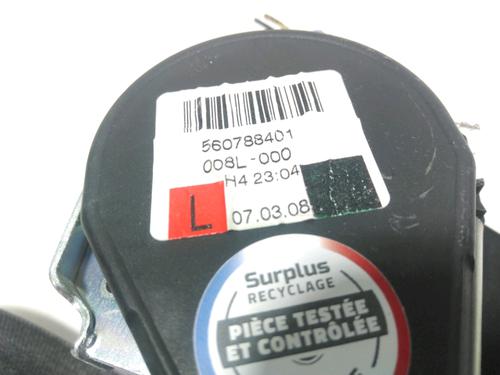 560788401
008L-000
H4 23:04
L
07.03.08
Surplus
RECYCLAGE
PIÈCE TESTÉE
ET CONTRÔLÉE